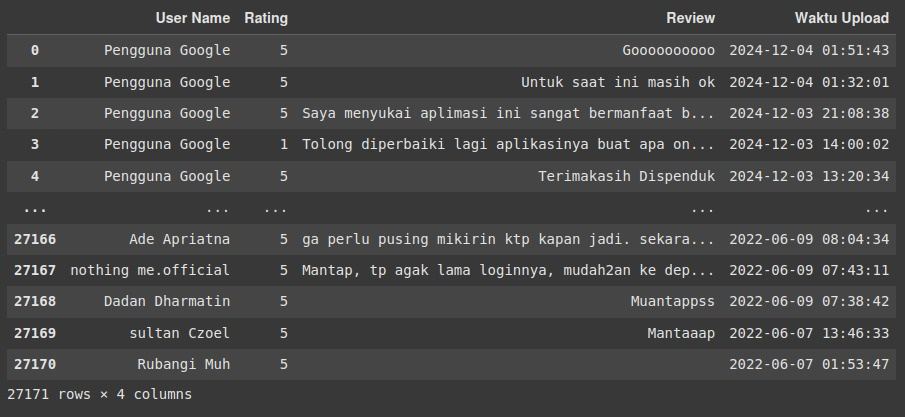 User Name Rating Review Waktu Upload
0 Pengguna Google 5 Goooooooooo 2024-12-04 01:51:43
1 Pengguna Google 5 Untuk saat ini masih ok 2024-12-04 01:32:01
2 Pengguna Google 5 Saya menyukai aplimasi ini sangat bermanfaat b... 2024-12-03 21:08:38
3 Pengguna Google 1 Tolong diperbaiki lagi aplikasinya buat apa on... 2024-12-03 14:00:02
4 Pengguna Google 5 Terimakasih Dispenduk 2024-12-03 13:20:34
... ... ... ... ...
27166 Ade Apriatna 5 ga perlu pusing mikirin ktp kapan jadi. sekara... 2022-06-09 08:04:34
27167 nothing me.official 5 Mantap, tp agak lama loginnya, mudah2an ke dep... 2022-06-09 07:43:11
27168 Dadan Dharmatin 5 Muantappss 2022-06-09 07:38:42
27169 sultan Czoel 5 Mantaaap 2022-06-07 13:46:33
27170 Rubangi Muh 5 2022-06-07 01:53:47
27171 rows × 4 columns